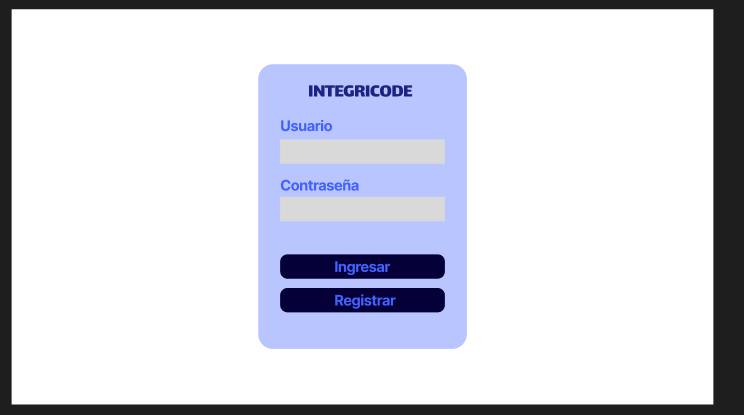 INTEGRICODE
Usuario
Contraseña
Ingresar
Registrar